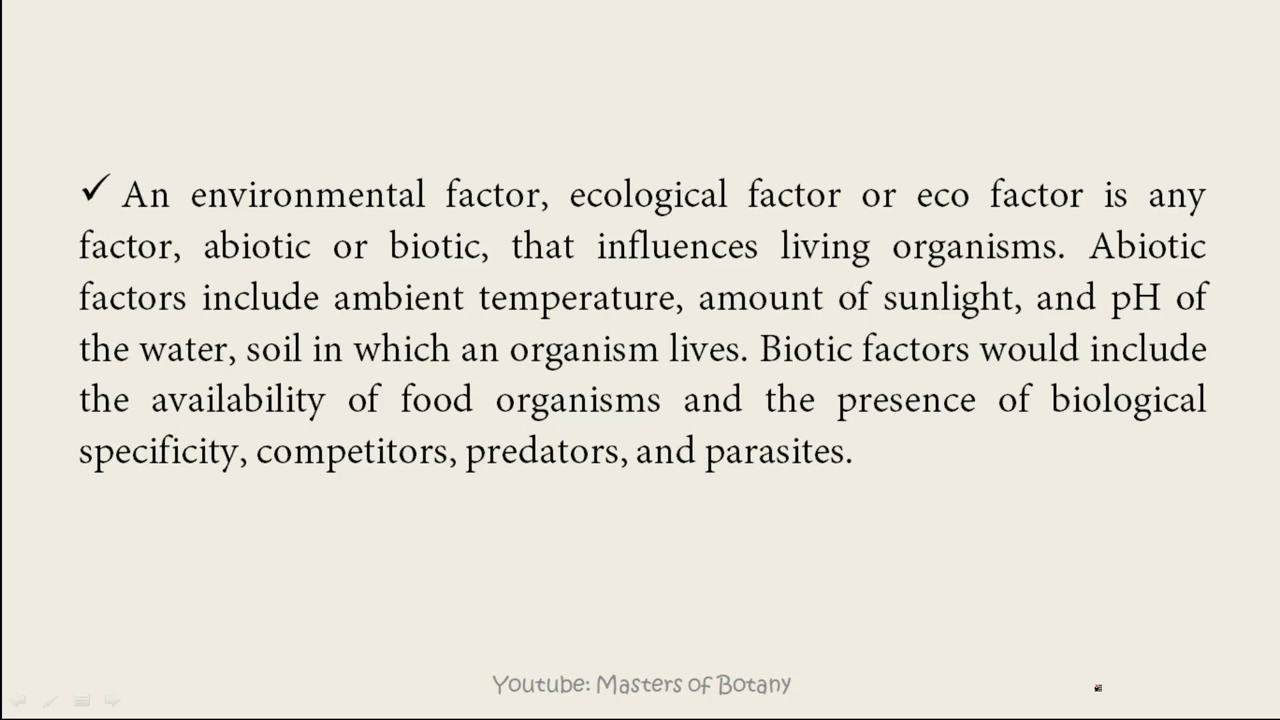 ✓ An environmental factor, ecological factor or eco factor is any
factor, abiotic or biotic, that influences living organisms. Abiotic
factors include ambient temperature, amount of sunlight, and pH of
the water, soil in which an organism lives. Biotic factors would include
the availability of food organisms and the presence of biological
specificity, competitors, predators, and parasites.
Youtube: Masters of Botany